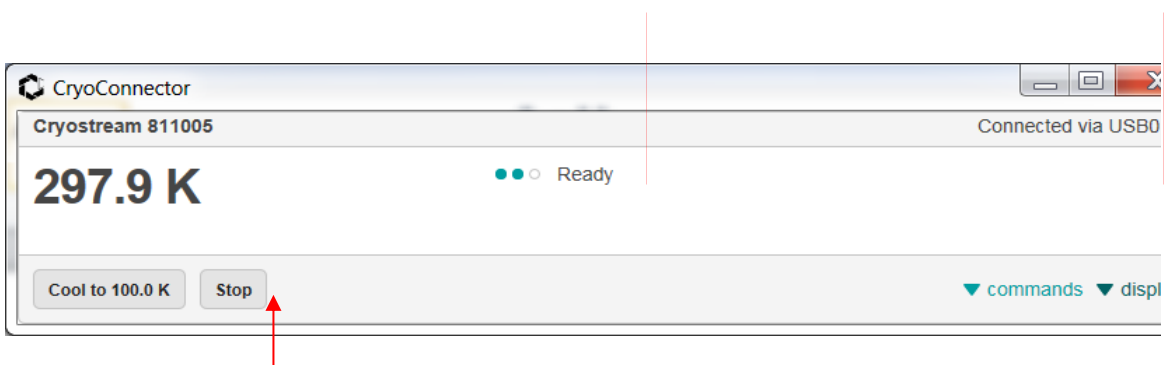 CryoConnector
Cryostream 811005 Connected via USB0
297.9 K Ready
Cool to 100.0 K Stop commands displ